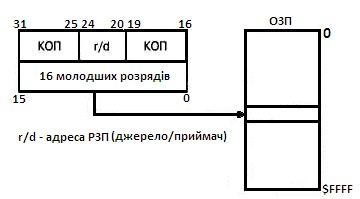 31 25 24 20 19 16
КОП r/d КОП
16 молодших розрядів
15 0
r/d - адреса РЗП (джерело/приймач)
ОЗП
0
$FFFF